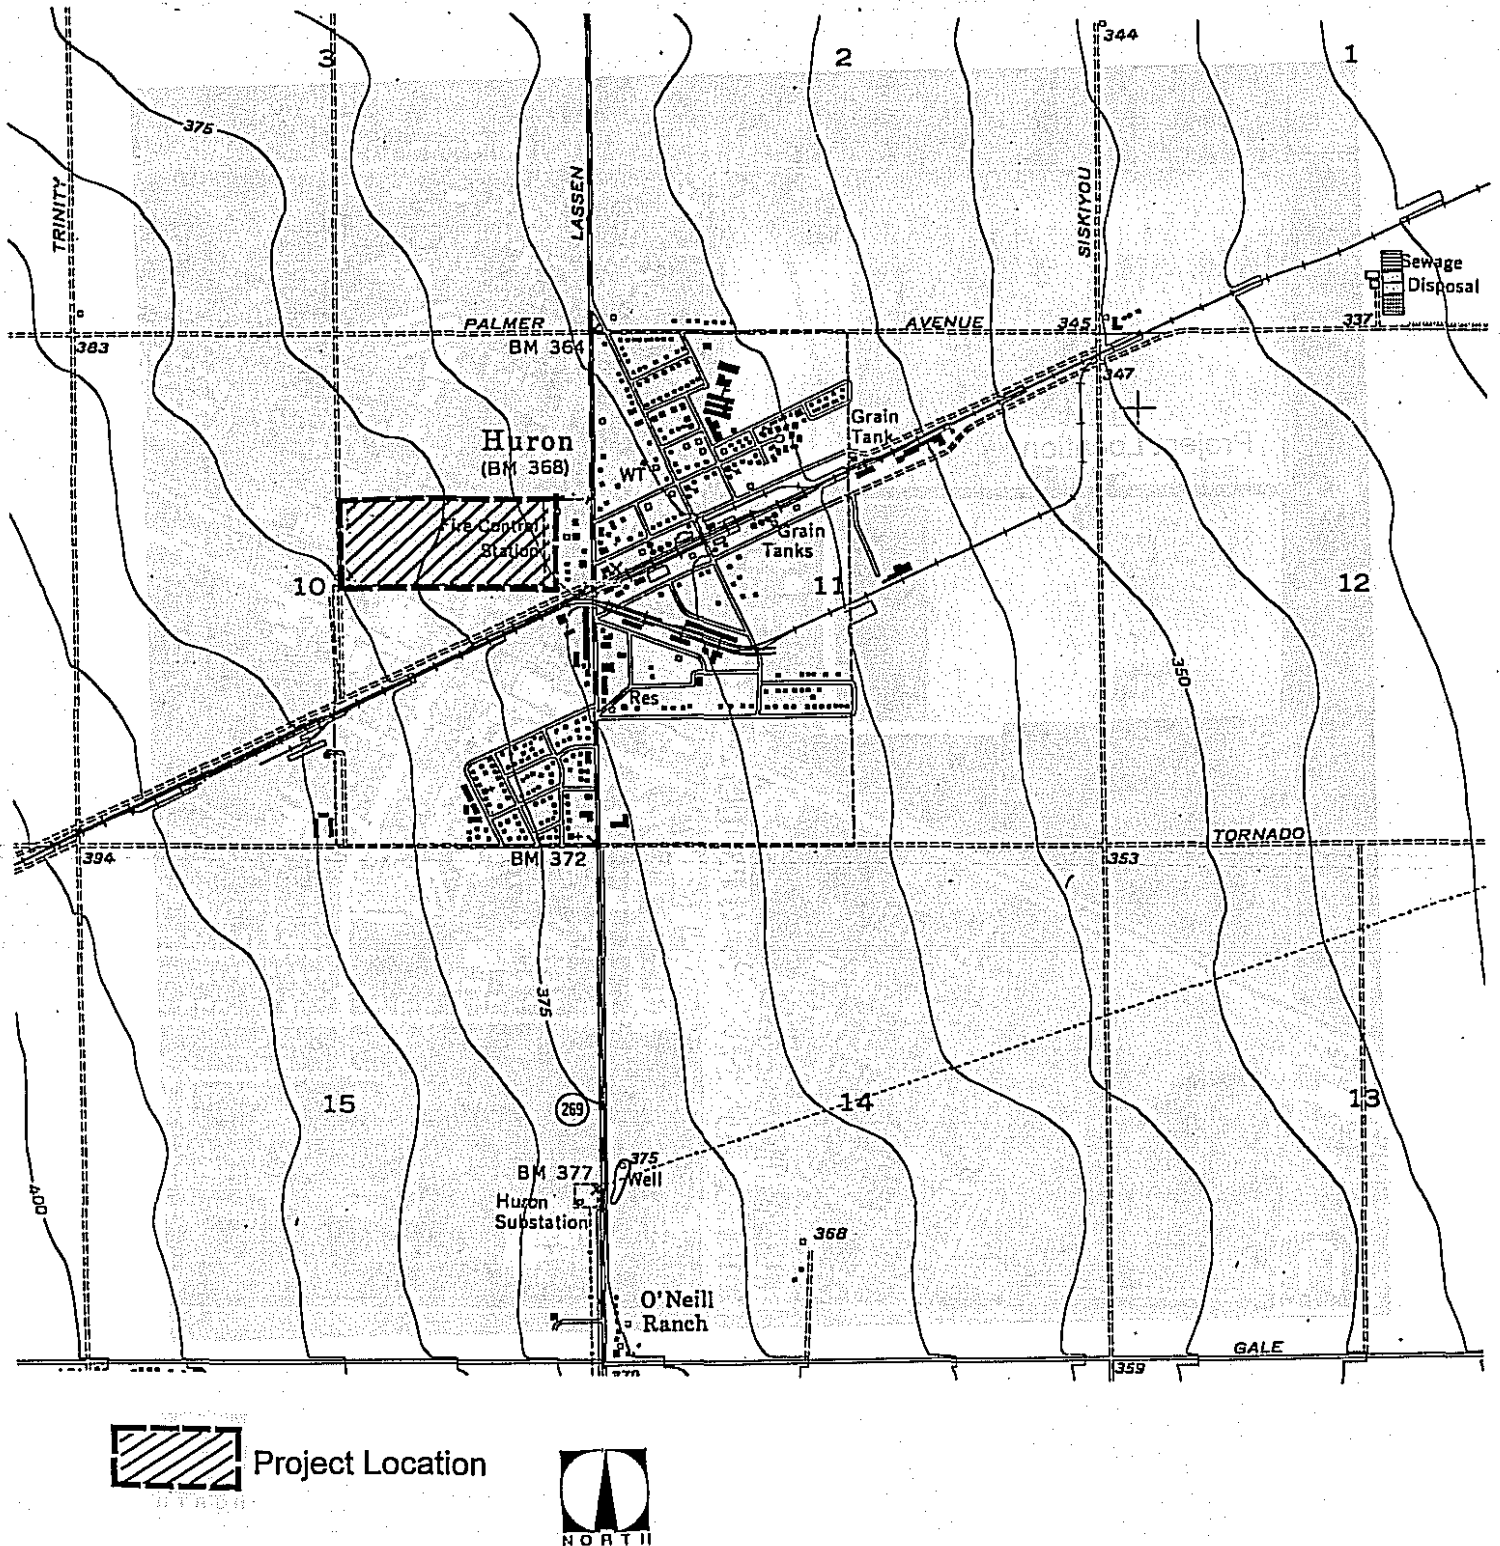 344
3
2
1
375
TRINITY
LASSEN
SISKIYOU
Sewage
Disposal
PALMER
AVENUE
345
L
337
BM 364
383
347
Grain
Tank
Huron
(BM 368)
WT
Fire Control
Station
Grain
Tanks
10
11
12
350
Res
TORNADO
BM 372
394
353
375
15
269
14
13
375
Well
BM 377
Huron
Substation
400
368
O'Neill
Ranch
GALE
359
Project Location
NORTH